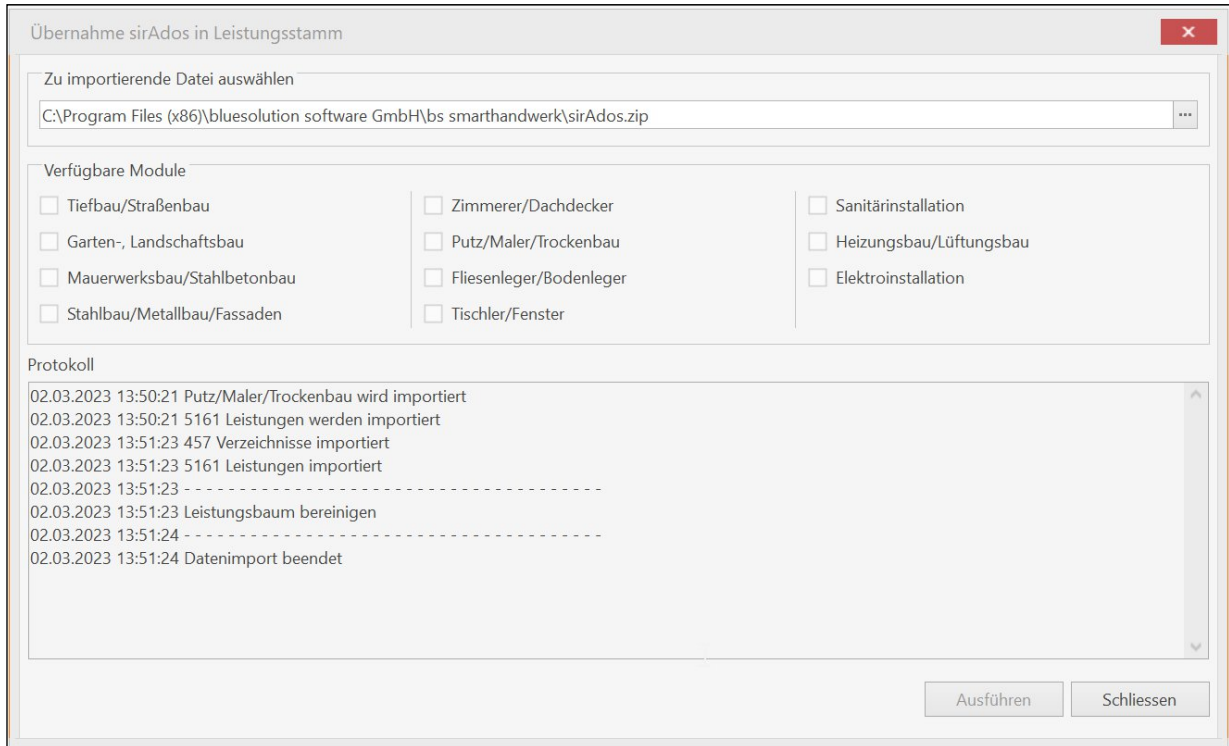 Übernahme sirAdos in Leistungsstamm
Zu importierende Datei auswählen
C:\Program Files (x86)\bluesolution software GmbH\bs smarthandwerk\sirAdos.zip
...
Verfügbare Module
Tiefbau/Straßenbau
Garten-, Landschaftsbau
Mauerwerksbau/Stahlbetonbau
Stahlbau/Metallbau/Fassaden
Zimmerer/Dachdecker
Putz/Maler/Trockenbau
Fliesenleger/Bodenleger
Tischler/Fenster
Sanitärinstallation
Heizungsbau/Lüftungsbau
Elektroinstallation
Protokoll
02.03.2023 13:50:21 Putz/Maler/Trockenbau wird importiert
02.03.2023 13:50:21 5161 Leistungen werden importiert
02.03.2023 13:51:23 457 Verzeichnisse importiert
02.03.2023 13:51:23 5161 Leistungen importiert
02.03.2023 13:51:23 - - - - - - - - - - - - - - - - - - - - - - - - - - - - - - - - - - - - - -
02.03.2023 13:51:23 Leistungsbaum bereinigen
02.03.2023 13:51:24 - - - - - - - - - - - - - - - - - - - - - - - - - - - - - - - - - - - - - -
02.03.2023 13:51:24 Datenimport beendet
Ausführen
Schliessen